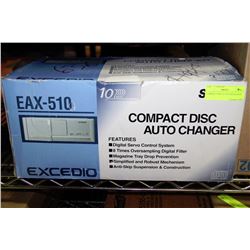 10
EAX-510
COMPACT DISC
AUTO CHANGER
FEATURES
Digital Servo Control System
8 Times Oversampling Digital Filter
Magazine Tray Drop Prevention
Simplified and Robust Mechanism
Anti-Skip Suspension & Construction
EXCEDIO